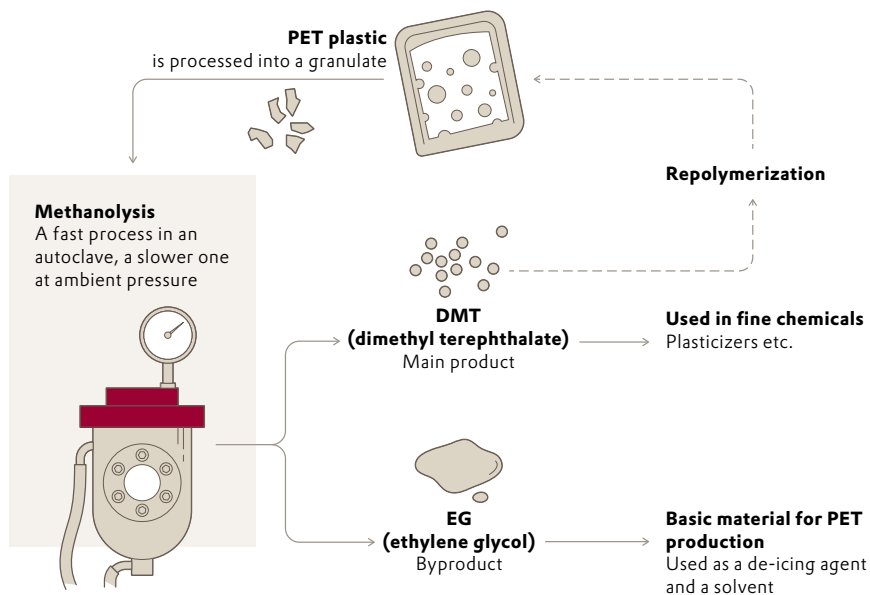 PET plastic
is processed into a granulate
Repolymerization
Methanolysis
A fast process in an
autoclave, a slower one
at ambient pressure
DMT
(dimethyl terephthalate)
Main product
Used in fine chemicals
Plasticizers etc.
EG
(ethylene glycol)
Byproduct
Basic material for PET
production
Used as a de-icing agent
and a solvent